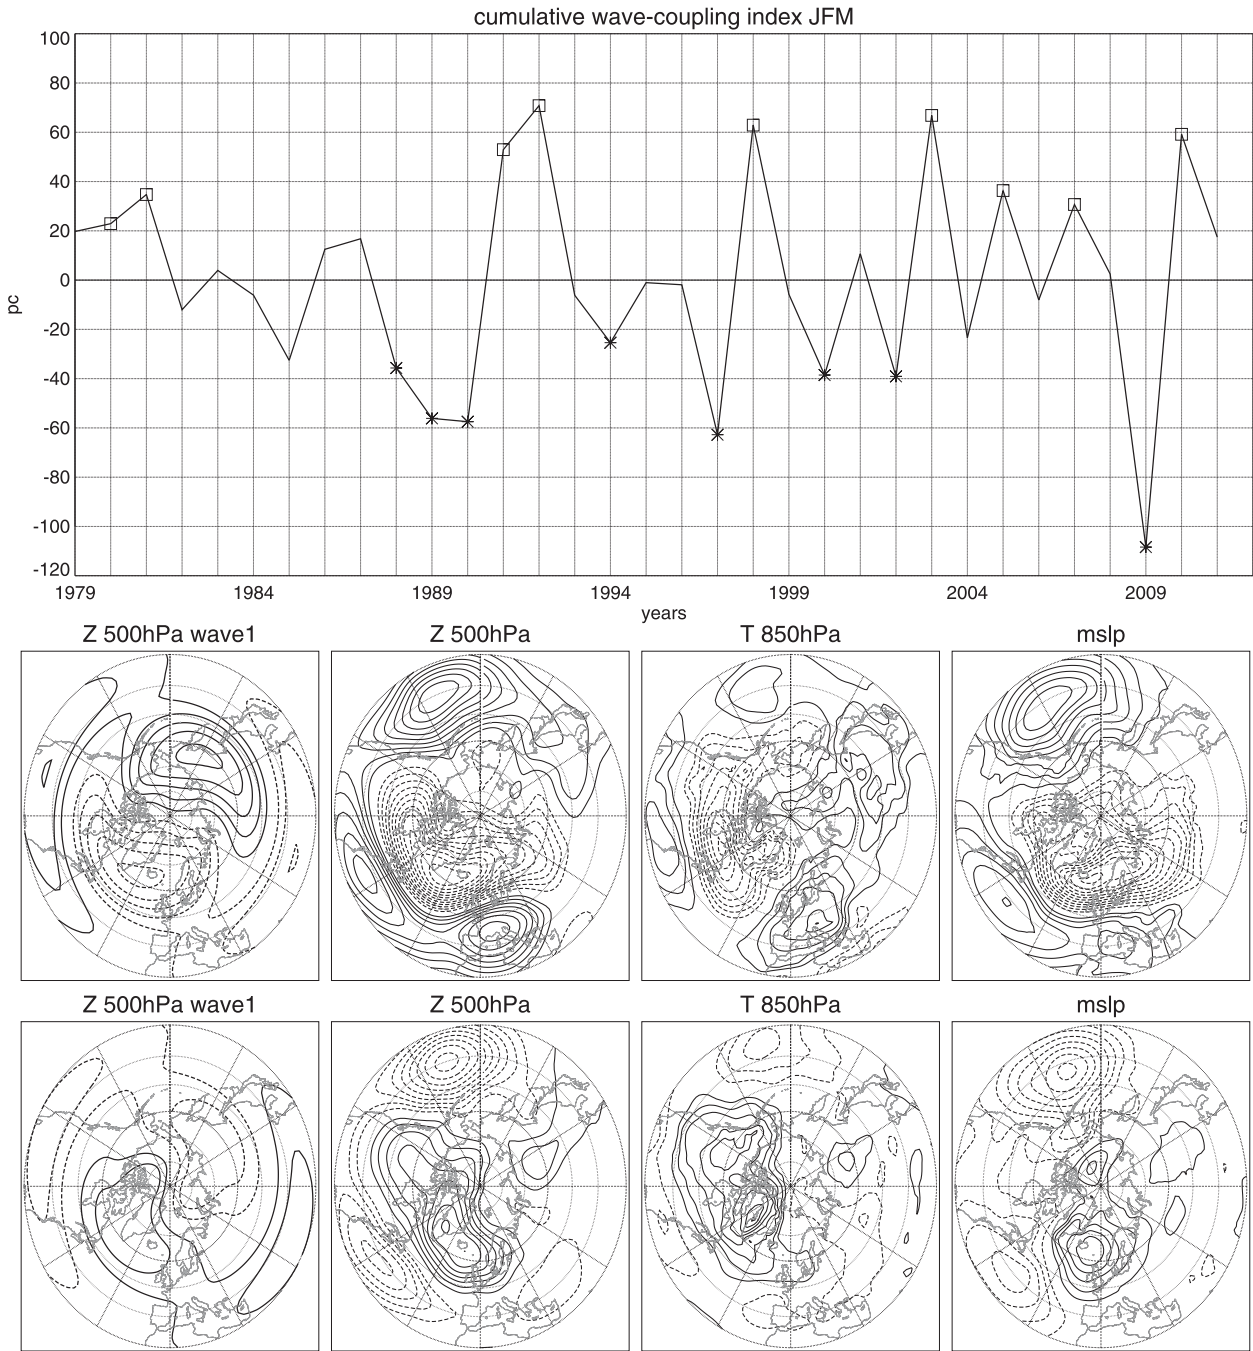 cumulative wave-coupling index JFM
100
80
60
40
20
0
-20
-40
-60
-80
-100
-120
pc
1979 1984 1989 1994 1999 2004 2009
years
Z 500hPa wave1 Z 500hPa T 850hPa mslp
Z 500hPa wave1 Z 500hPa T 850hPa mslp